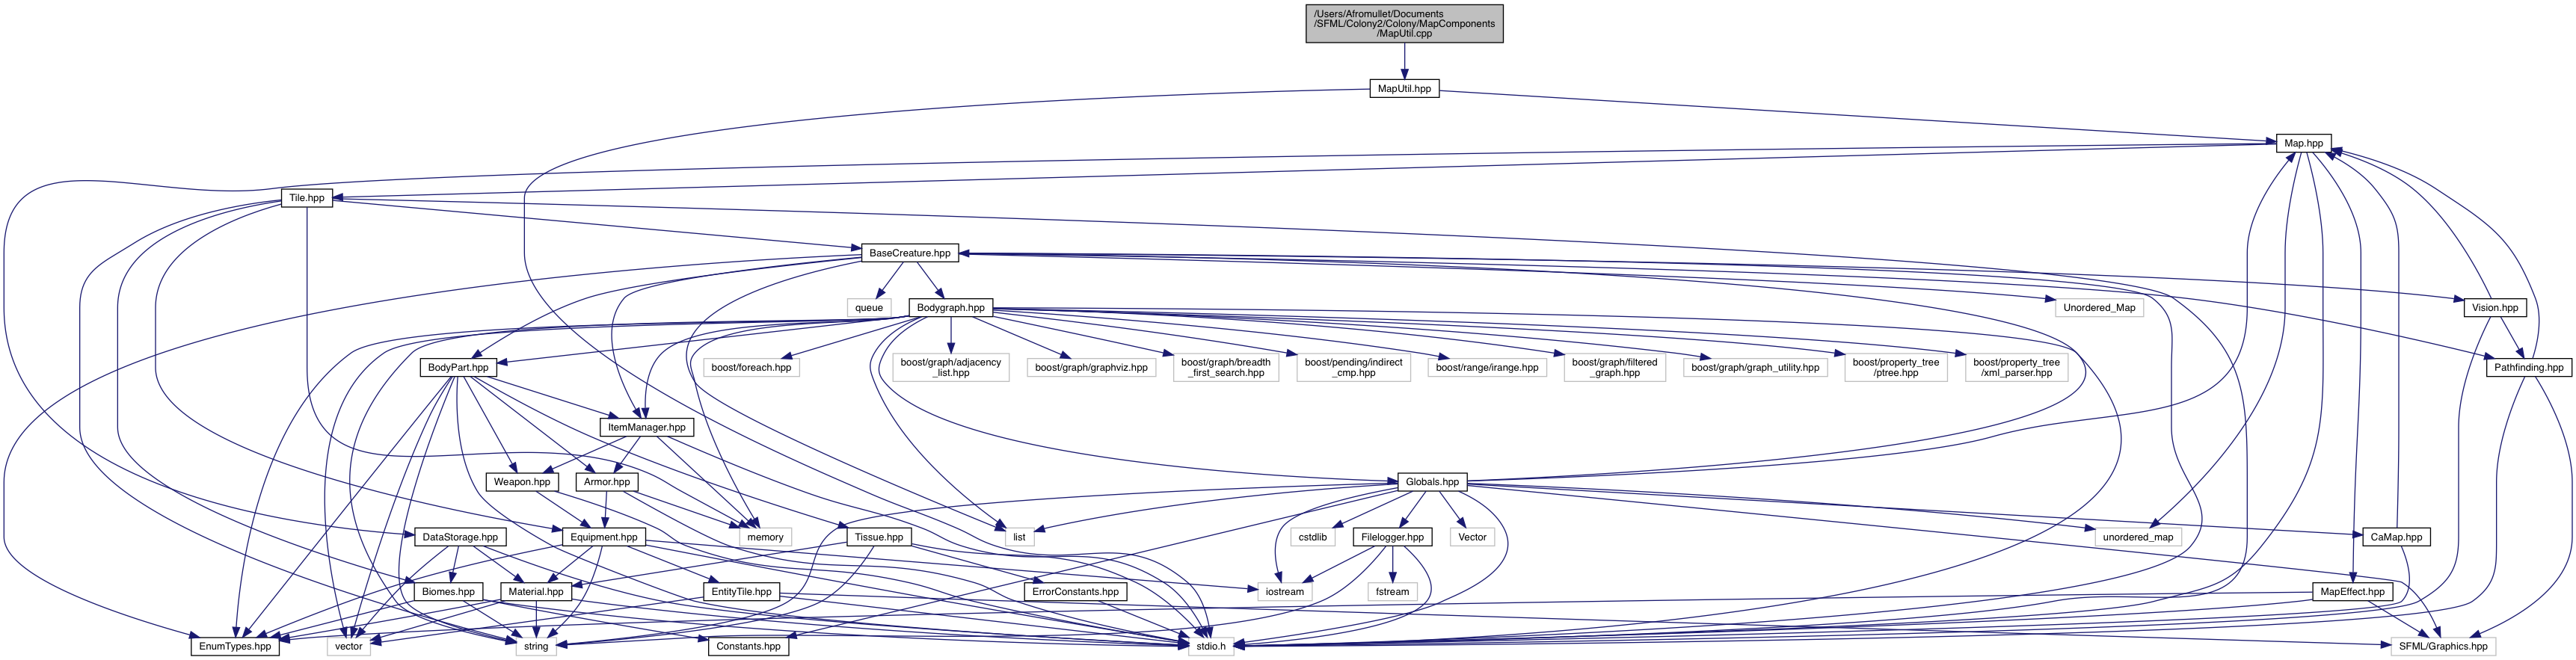 /Users/Afromullet/Documents
/SFML/Colony2/Colony/MapComponents
/MapUtil.cpp
MapUtil.hpp
Map.hpp
Tile.hpp
BaseCreature.hpp
queue
Bodygraph.hpp
Unordered_Map
Vision.hpp
BodyPart.hpp
boost/foreach.hpp
boost/graph/adjacency
_list.hpp
boost/graph/graphviz.hpp
boost/graph/breadth
_first_search.hpp
boost/pending/indirect
_cmp.hpp
boost/range/irange.hpp
boost/graph/filtered
_graph.hpp
boost/graph/graph_utility.hpp
boost/property_tree
/ptree.hpp
boost/property_tree
/xml_parser.hpp
Pathfinding.hpp
ItemManager.hpp
Weapon.hpp
Armor.hpp
Globals.hpp
DataStorage.hpp
Equipment.hpp
memory
Tissue.hpp
list
cstdlib
Filelogger.hpp
Vector
unordered_map
CaMap.hpp
Biomes.hpp
Material.hpp
EntityTile.hpp
ErrorConstants.hpp
iostream
fstream
MapEffect.hpp
EnumTypes.hpp
vector
string
Constants.hpp
stdio.h
SFML/Graphics.hpp